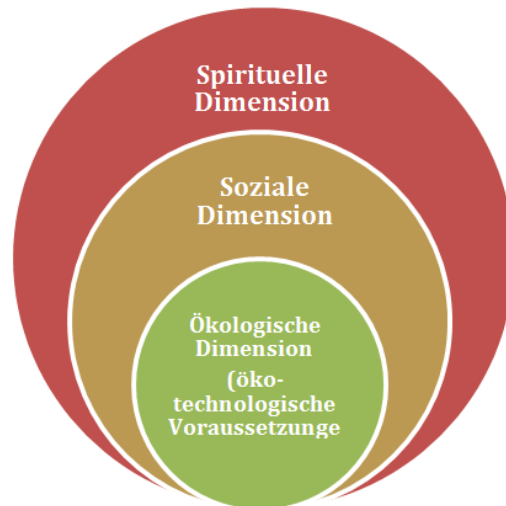 Spirituelle
Dimension
Soziale
Dimension
Ökologische
Dimension
(öko-
technologische
Voraussetzunge